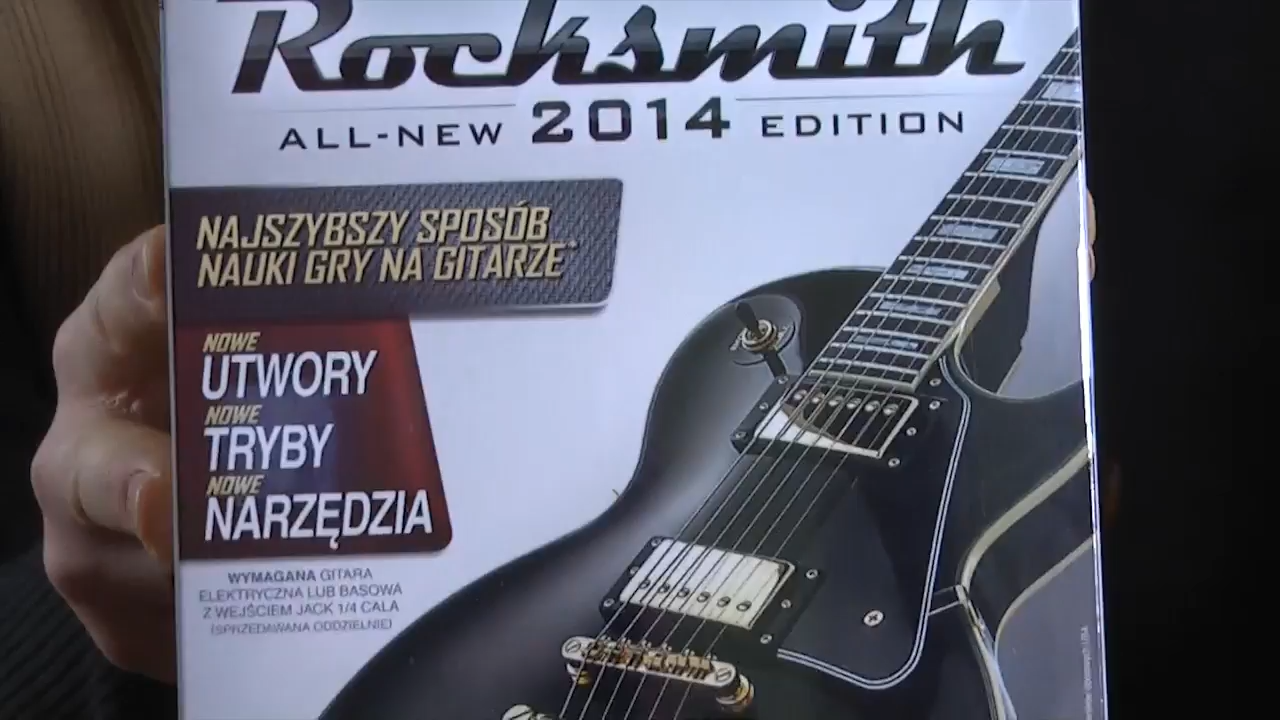 Rocksmith
ALL-NEW 2014 EDITION
NAJSZYBSZY SPOSÓB
NAUKI GRY NA GITARZE*
NOWE
UTWORY
NOWE
TRYBY
NOWE
NARZĘDZIA
WYMAGANA GITARA
ELEKTRYCZNA LUB BASOWA
Z WEJŚCIEM JACK 1/4 CALA
(SPRZEDAWANA ODDZIELNIE)